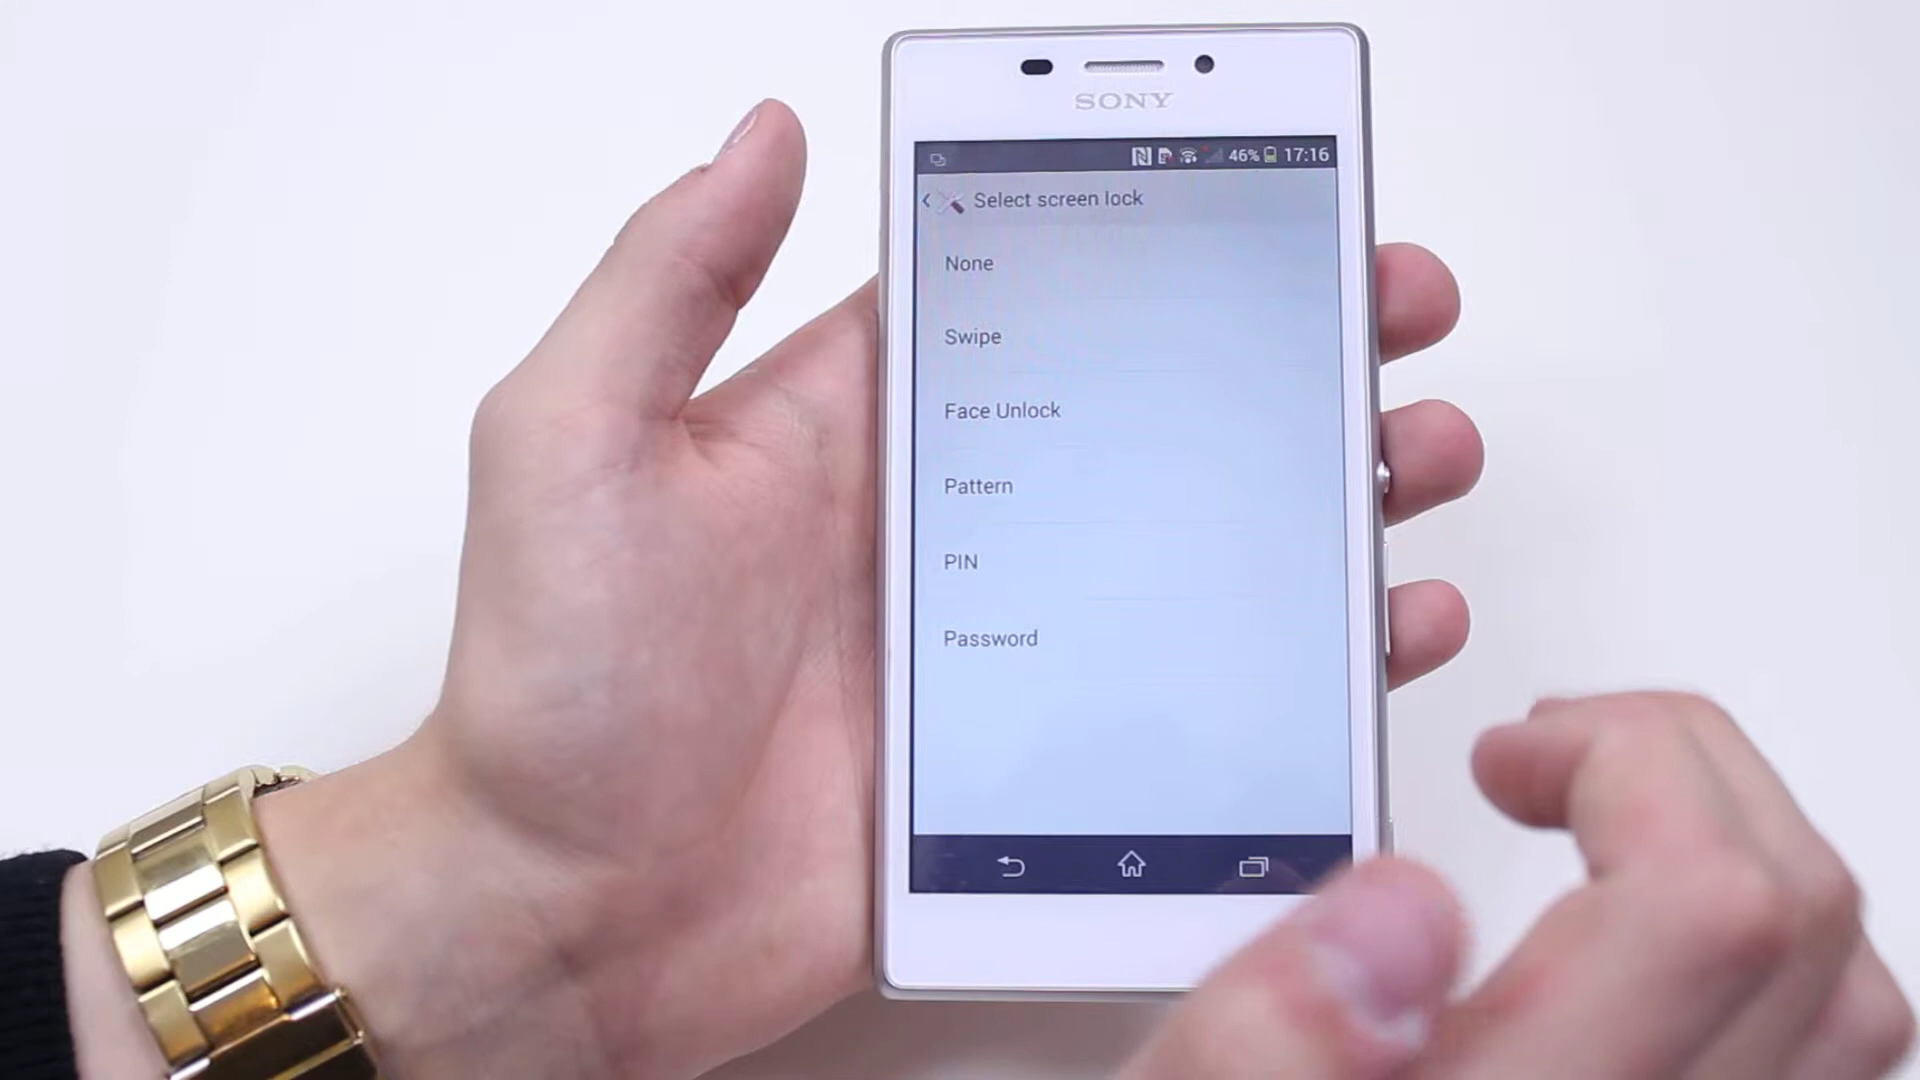 SONY
46% 17:16
Select screen lock
None
Swipe
Face Unlock
Pattern
PIN
Password